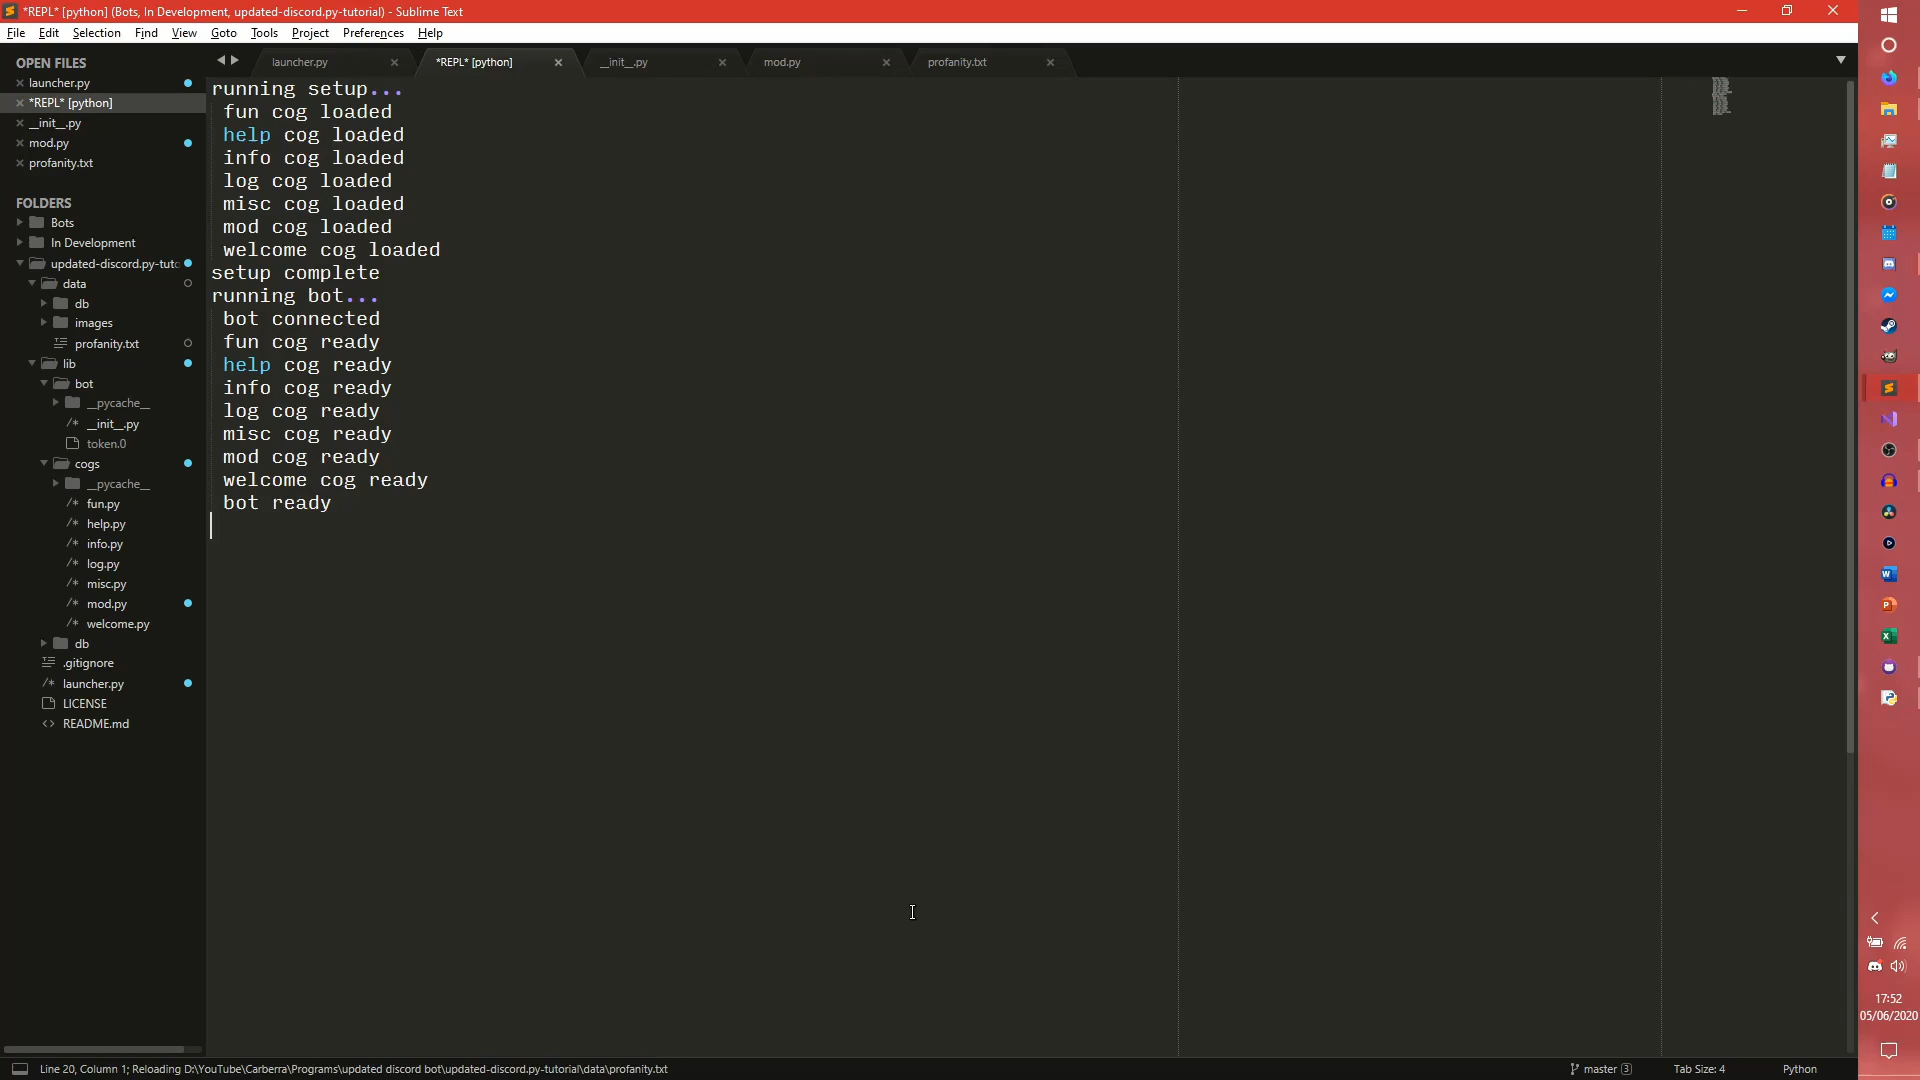 *REPL* [python] (Bots, In Development, updated-discord.py-tutorial) - Sublime Text
File Edit Selection Find View Goto Tools Project Preferences Help
OPEN FILES
launcher.py
*REPL* [python]
__init__.py
mod.py
profanity.txt
FOLDERS
Bots
In Development
updated-discord.py-tuto
data
db
images
profanity.txt
lib
bot
__pycache__
/* __init__.py
token.0
cogs
__pycache__
/* fun.py
/* help.py
/* info.py
/* log.py
/* misc.py
/* mod.py
/* welcome.py
db
.gitignore
/* launcher.py
LICENSE
<> README.md
launcher.py
*REPL* [python]
__init__.py
mod.py
profanity.txt
running setup...
fun cog loaded
help cog loaded
info cog loaded
log cog loaded
misc cog loaded
mod cog loaded
welcome cog loaded
setup complete
running bot...
bot connected
fun cog ready
help cog ready
info cog ready
log cog ready
misc cog ready
mod cog ready
welcome cog ready
bot ready
17:52
05/06/2020
Line 20, Column 1; Reloading D:\YouTube\Carberra\Programs\updated discord bot\updated-discord.py-tutorial\data\profanity.txt
master 3
Tab Size: 4
Python